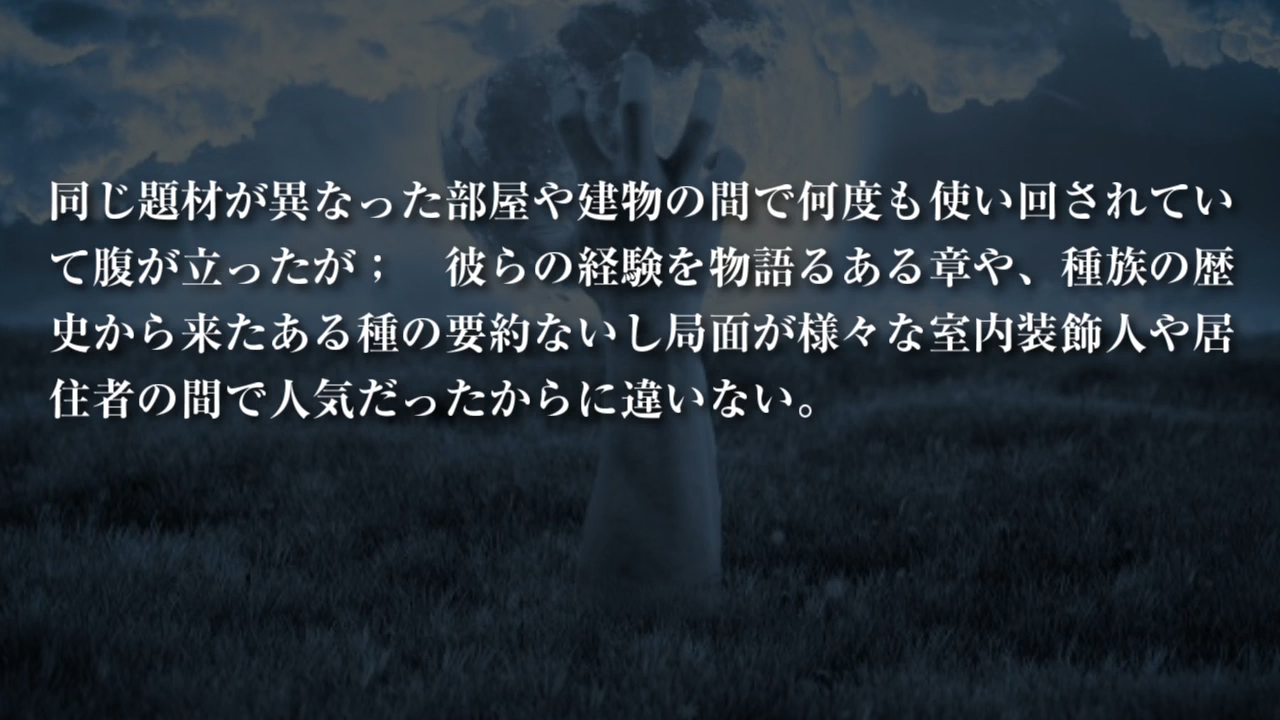 同じ題材が異なった部屋や建物の間で何度も使い回されてい
て腹が立ったが；　彼らの経験を物語るある章や、種族の歴
史から来たある種の要約ないし局面が様々な室内装飾人や居
住者の間で人気だったからに違いない。